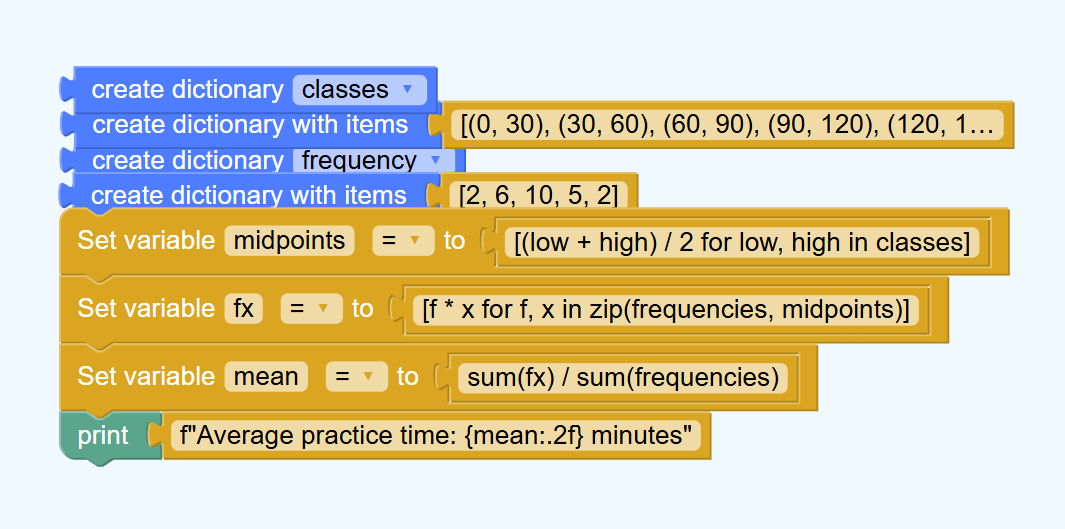 create dictionary classes
create dictionary with items [(0, 30), (30, 60), (60, 90), (90, 120), (120, 1…
create dictionary frequency
create dictionary with items [2, 6, 10, 5, 2]
Set variable midpoints = to [(low + high) / 2 for low, high in classes]
Set variable fx = to [f * x for f, x in zip(frequencies, midpoints)]
Set variable mean = to sum(fx) / sum(frequencies)
print f"Average practice time: {mean:.2f} minutes"